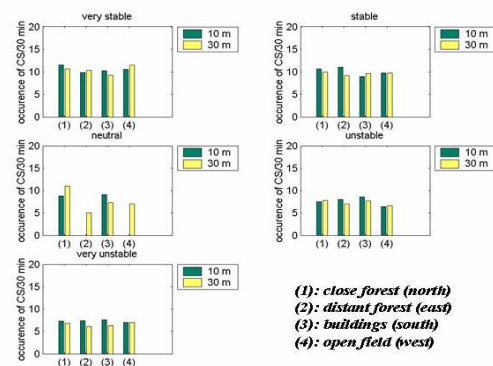 very stable
20
15
10
5
0
occurence of CS/30 min
(1) (2) (3) (4)
10 m
30 m
stable
20
15
10
5
0
occurence of CS/30 min
(1) (2) (3) (4)
10 m
30 m
neutral
20
15
10
5
0
occurence of CS/30 min
(1) (2) (3) (4)
10 m
30 m
unstable
20
15
10
5
0
occurence of CS/30 min
(1) (2) (3) (4)
10 m
30 m
very unstable
20
15
10
5
0
occurence of CS/30 min
(1) (2) (3) (4)
10 m
30 m
(1): close forest (north)
(2): distant forest (east)
(3): buildings (south)
(4): open field (west)